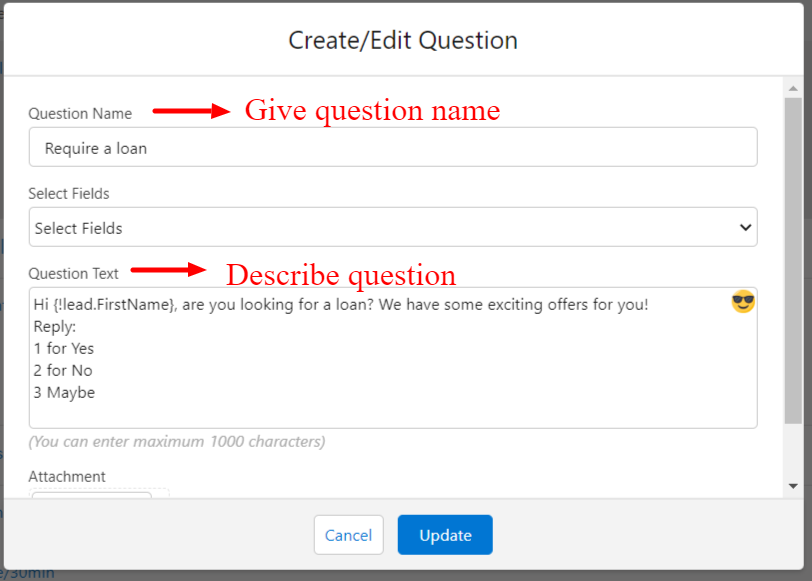 Create/Edit Question
Question Name
Give question name
Require a loan
Select Fields
Select Fields
Question Text
Describe question
Hi {!lead.FirstName}, are you looking for a loan? We have some exciting offers for you!
Reply:
1 for Yes
2 for No
3 Maybe
(You can enter maximum 1000 characters)
Attachment
Cancel
Update
/30min